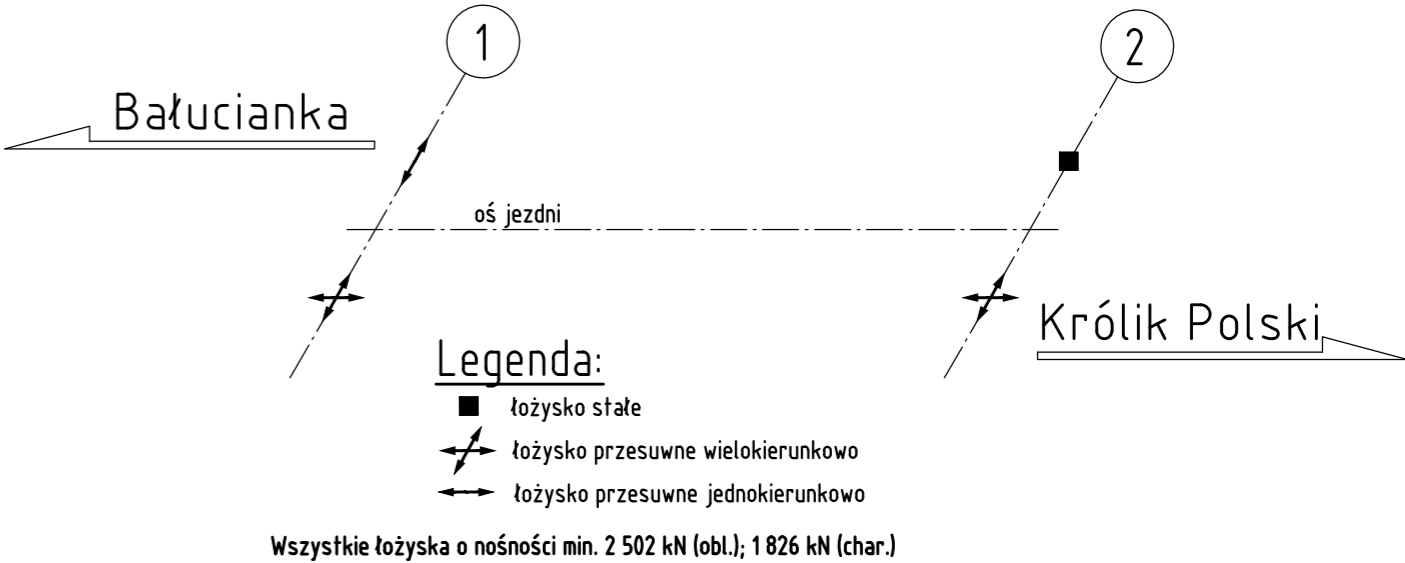 1
2
Bałucianka
oś jezdni
Królik Polski
Legenda:
łożysko stałe
łożysko przesuwne wielokierunkowo
łożysko przesuwne jednokierunkowo
Wszystkie łożyska o nośności min. 2 502 kN (obl.); 1 826 kN (char.)